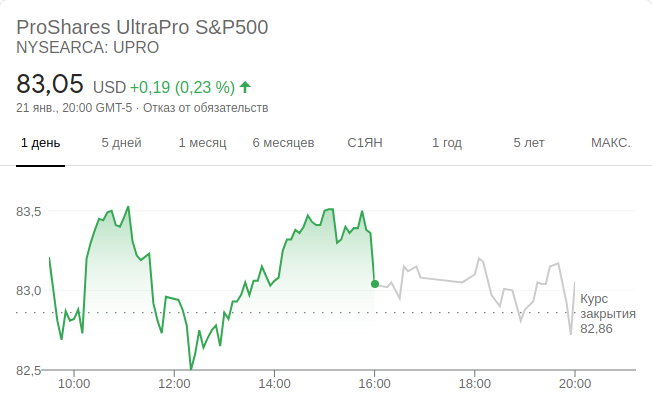 ProShares UltraPro S&P500
NYSEARCA: UPRO
83,05 USD +0,19 (0,23 %)
21 янв., 20:00 GMT-5 · Отказ от обязательств
1 день 5 дней 1 месяц 6 месяцев С1ЯН 1 год 5 лет МАКС.
83,5
83,0
Курс
закрытия
82,86
82,5
10:00 12:00 14:00 16:00 18:00 20:00